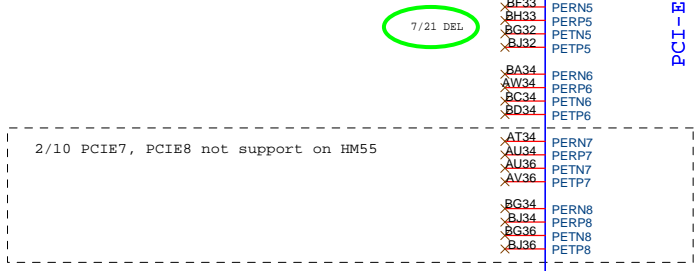 BF33 PERN5
BH33 PERP5
7/21 DEL BG32 PETN5
BJ32 PETP5
PCI-E
BA34 PERN6
AW34 PERP6
BC34 PETN6
BD34 PETP6
AT34 PERN7
2/10 PCIE7, PCIE8 not support on HM55 AU34 PERP7
AU36 PETN7
AV36 PETP7
BG34 PERN8
BJ34 PERP8
BG36 PETN8
BJ36 PETP8